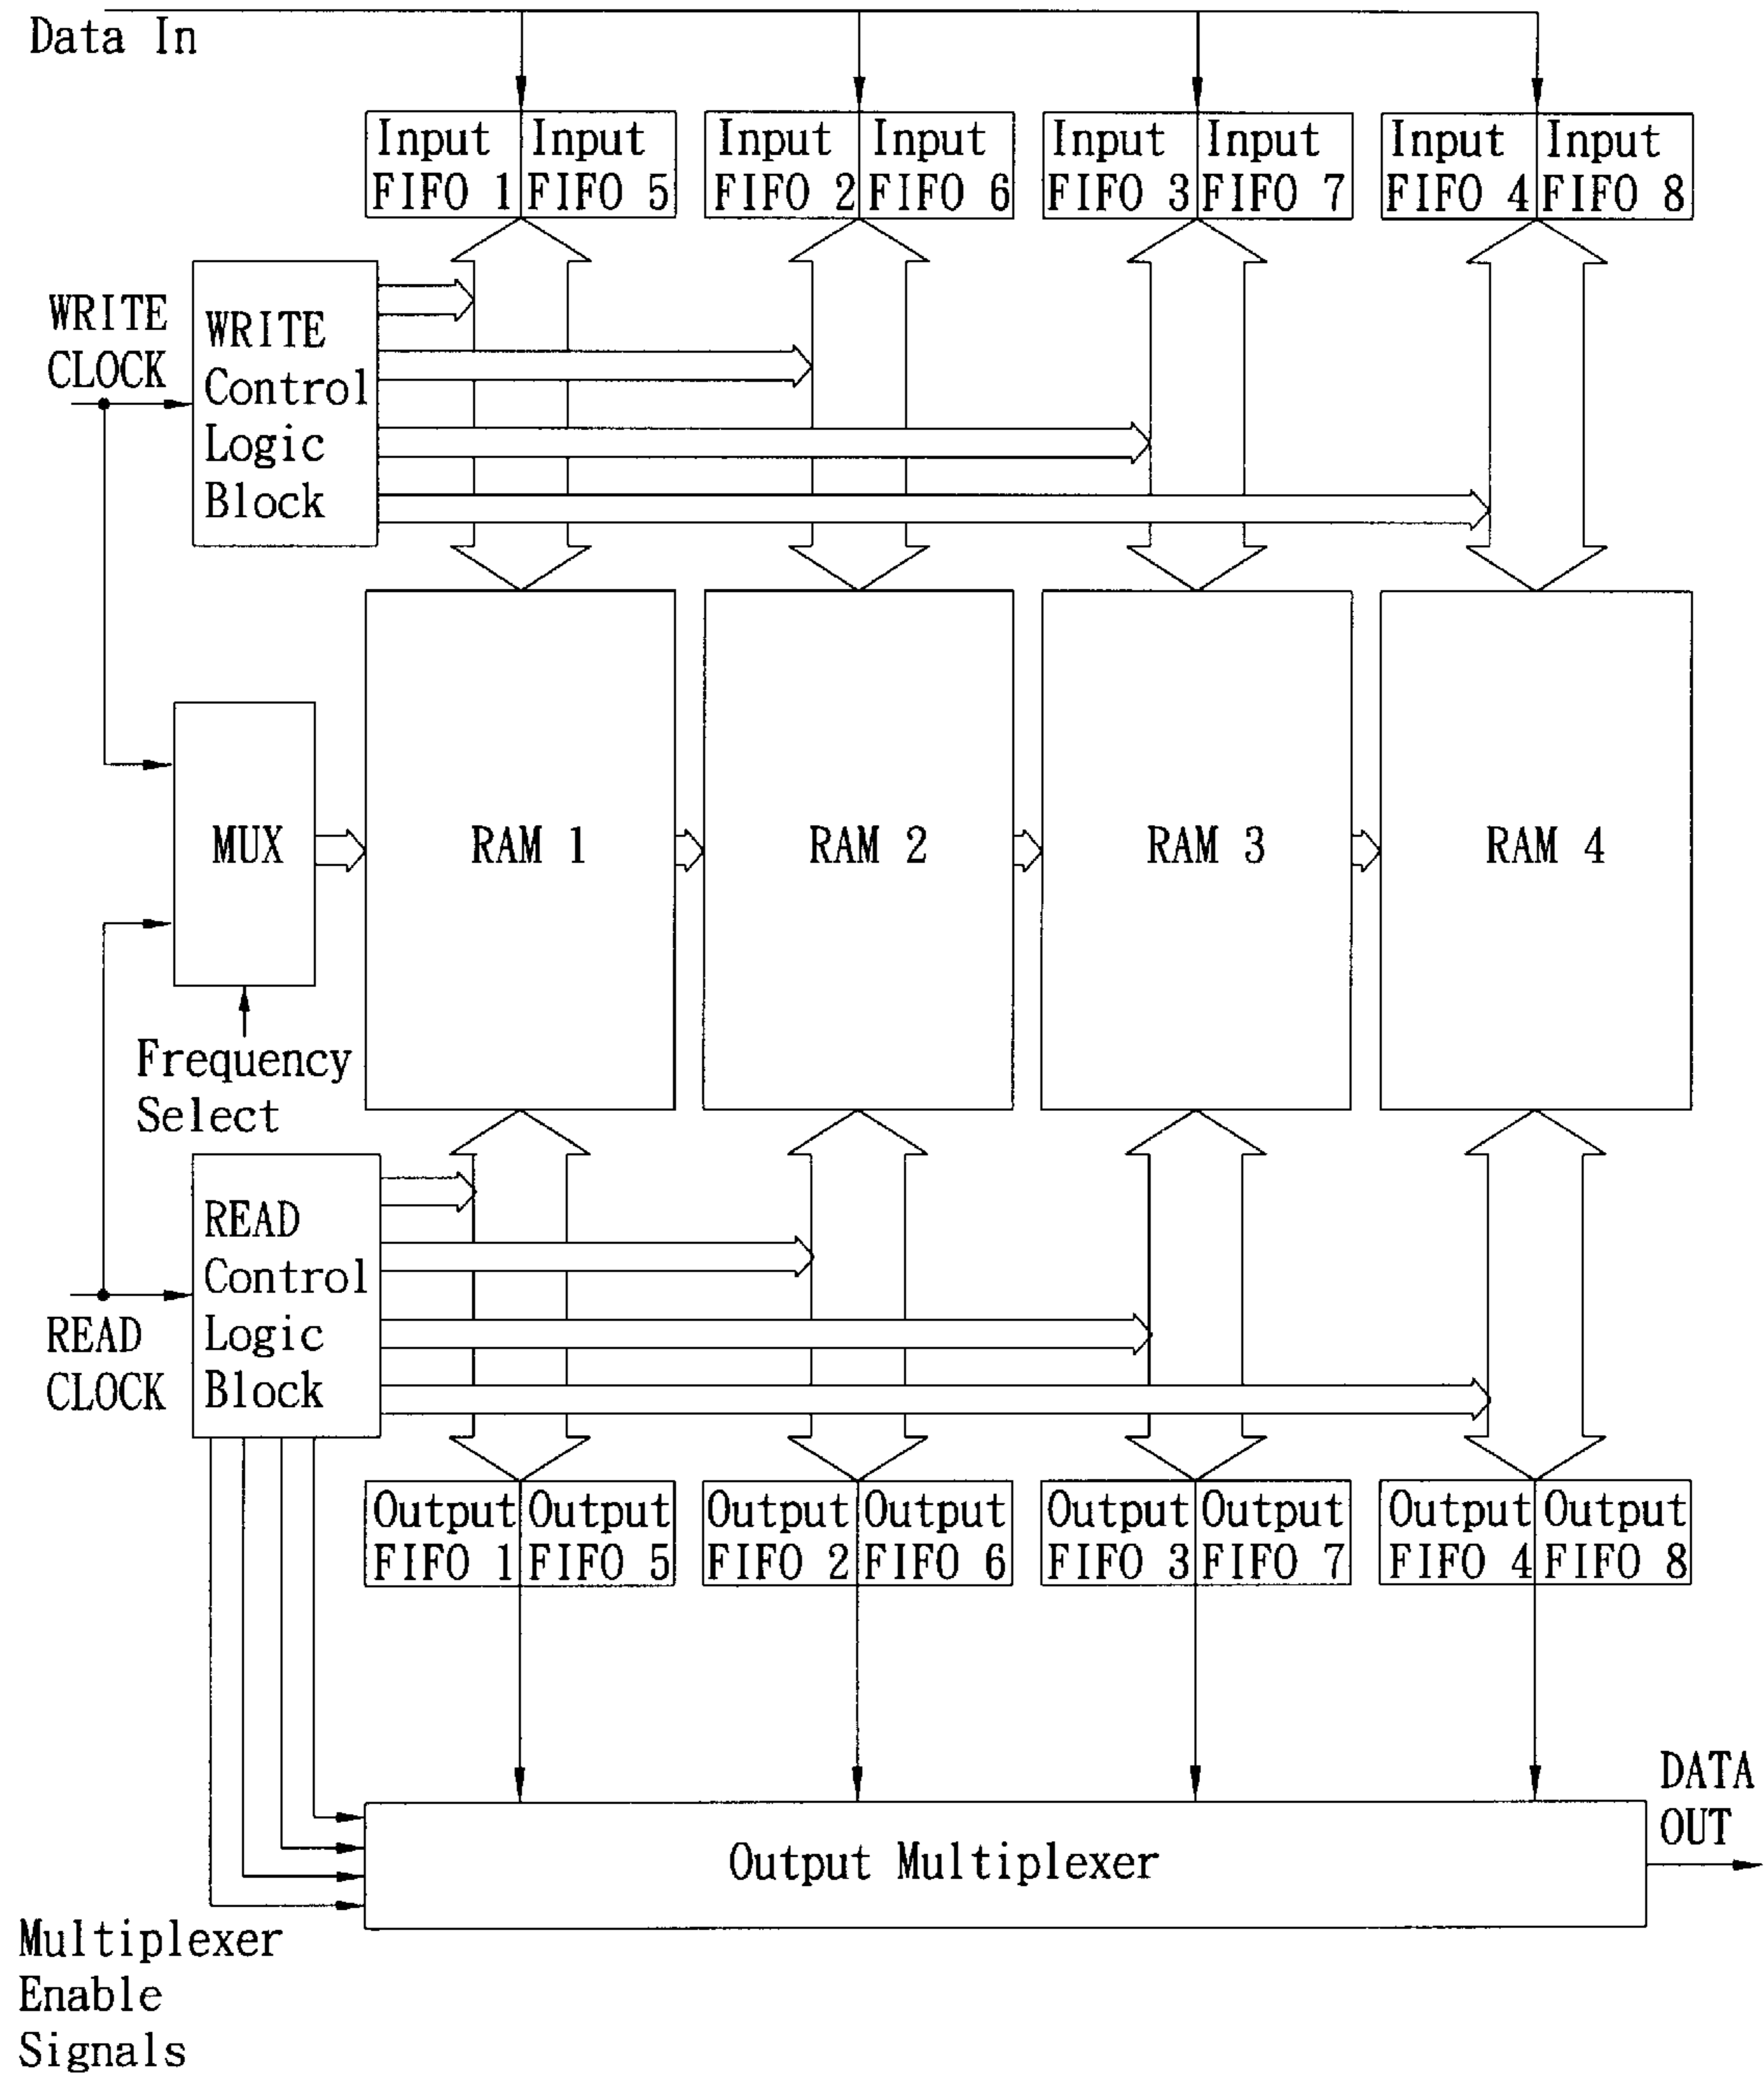 Data In
Input
FIFO 1
Input
FIFO 5
Input
FIFO 2
Input
FIFO 6
Input
FIFO 3
Input
FIFO 7
Input
FIFO 4
Input
FIFO 8
WRITE
CLOCK
WRITE
Control
Logic
Block
MUX
RAM 1
RAM 2
RAM 3
RAM 4
Frequency
Select
READ
CLOCK
READ
Control
Logic
Block
Output
FIFO 1
Output
FIFO 5
Output
FIFO 2
Output
FIFO 6
Output
FIFO 3
Output
FIFO 7
Output
FIFO 4
Output
FIFO 8
DATA
OUT
Output Multiplexer
Multiplexer
Enable
Signals